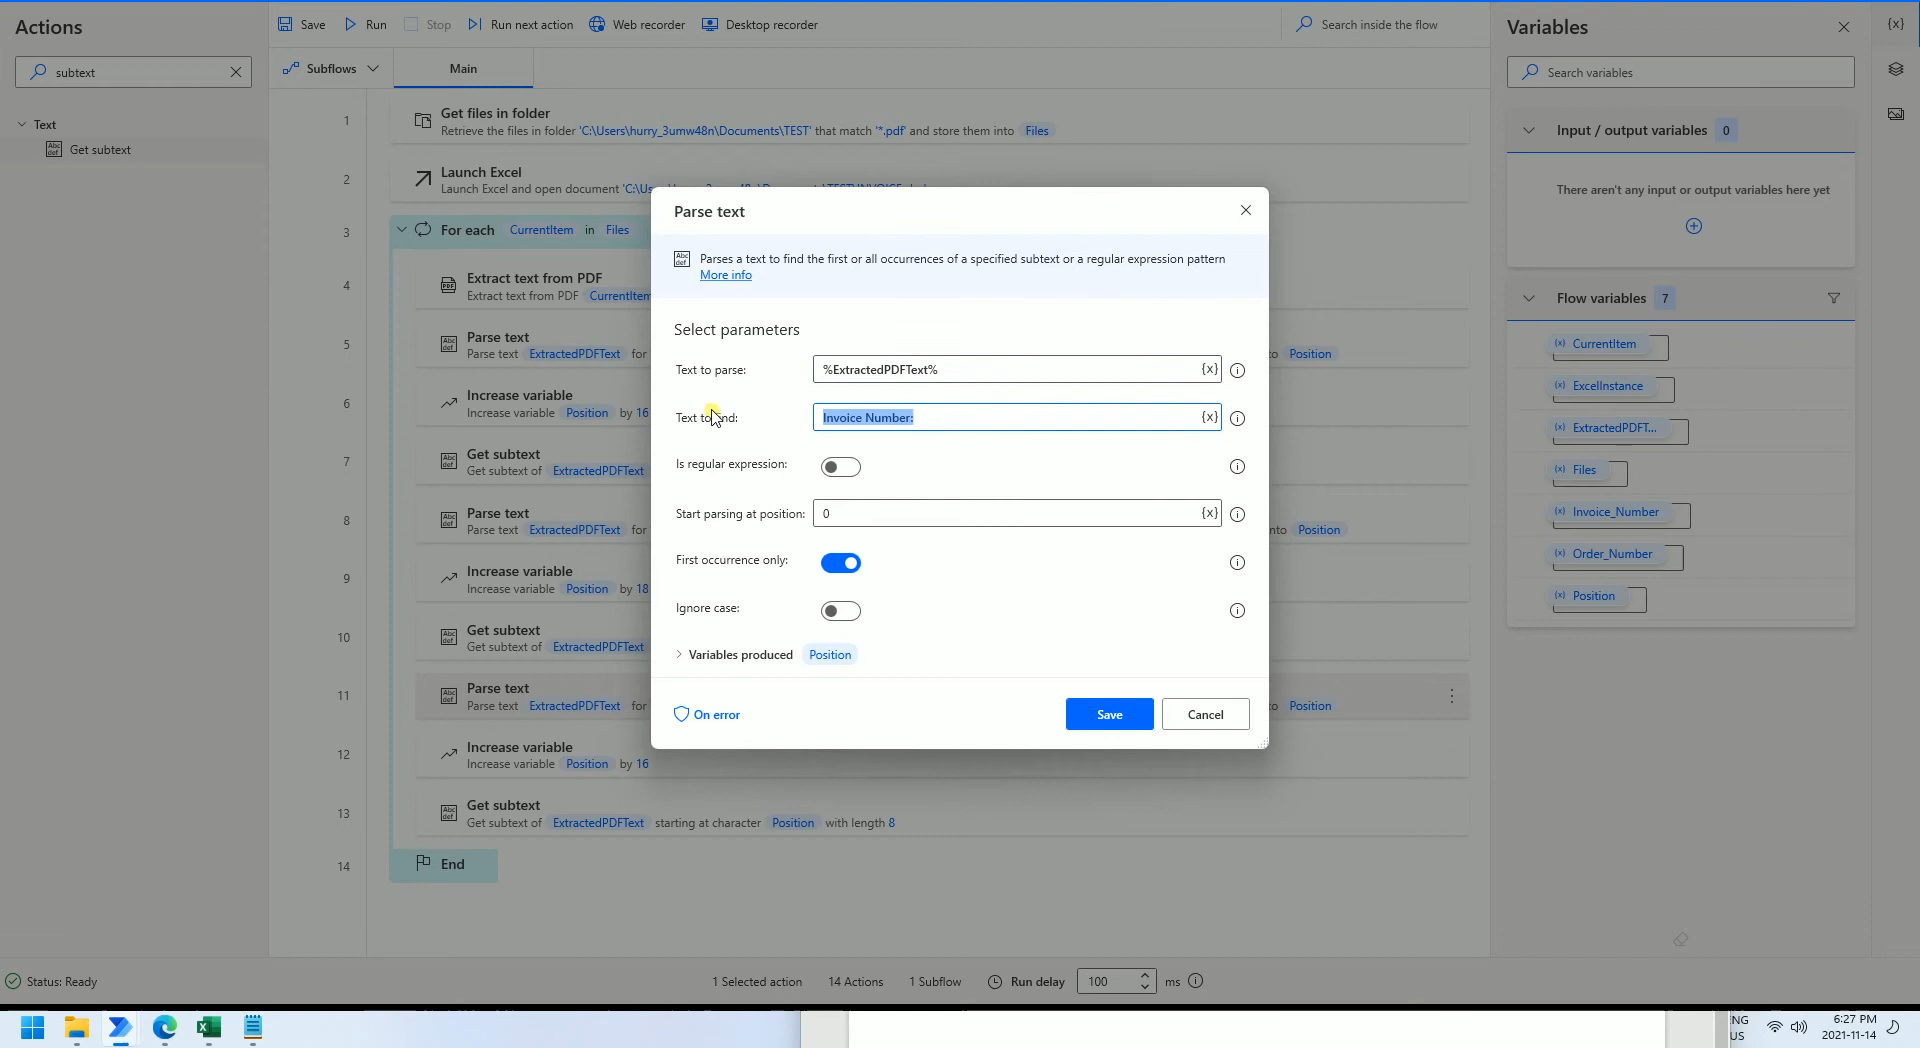 Actions
subtext
Text
Get subtext
Save
Run
Stop
Run next action
Web recorder
Desktop recorder
Search inside the flow
Subflows
Main
1
Get files in folder
Retrieve the files in folder 'C:\Users\hurry_3umw48n\Documents\TEST' that match '*.pdf' and store them into Files
2
Launch Excel
Launch Excel and open document
3
For each CurrentItem in Files
4
Extract text from PDF
Extract text from PDF CurrentItem
5
Parse text
Parse text ExtractedPDFText for
Position
6
Increase variable
Increase variable Position by 16
7
Get subtext
Get subtext of ExtractedPDFText
8
Parse text
Parse text ExtractedPDFText for
Position
9
Increase variable
Increase variable Position by 18
10
Get subtext
Get subtext of ExtractedPDFText
11
Parse text
Parse text ExtractedPDFText for
Position
12
Increase variable
Increase variable Position by 16
13
Get subtext
Get subtext of ExtractedPDFText starting at character Position with length 8
14
End
Parse text
Parses a text to find the first or all occurrences of a specified subtext or a regular expression pattern
More info
Select parameters
Text to parse: %ExtractedPDFText% {x}
Text to find: Invoice Number: {x}
Is regular expression:
Start parsing at position: 0 {x}
First occurrence only:
Ignore case:
Variables produced Position
On error
Save
Cancel
Variables
{x}
Search variables
Input / output variables 0
There aren't any input or output variables here yet
Flow variables 7
(x) CurrentItem
(x) ExcelInstance
(x) ExtractedPDFT...
(x) Files
(x) Invoice_Number
(x) Order_Number
(x) Position
Status: Ready
1 Selected action
14 Actions
1 Subflow
Run delay 100 ms
NG
US
6:27 PM
2021-11-14